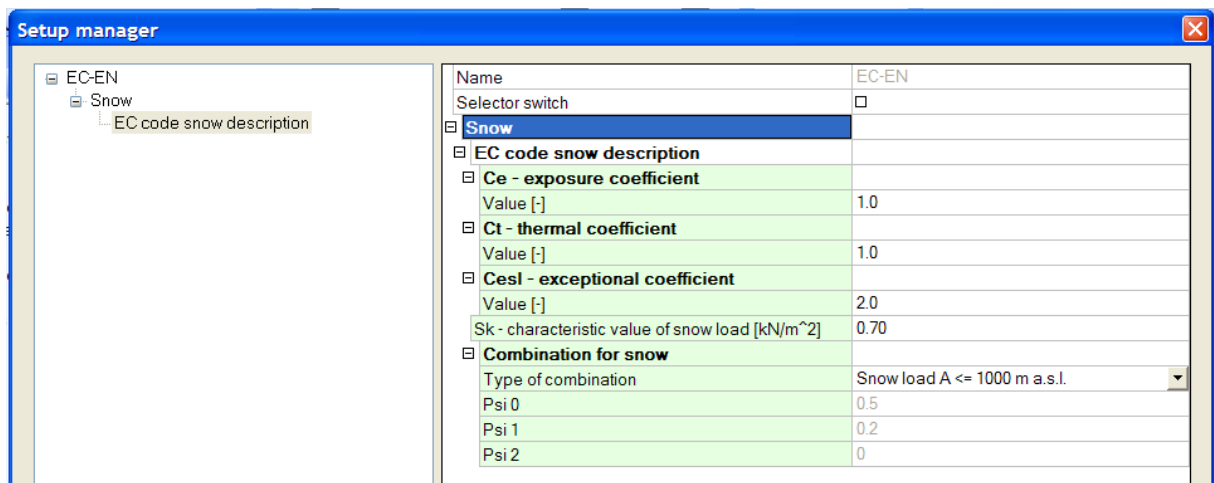 Setup manager
EC-EN
Snow
EC code snow description
Name EC-EN
Selector switch
Snow
EC code snow description
Ce - exposure coefficient
Value [-] 1.0
Ct - thermal coefficient
Value [-] 1.0
Cesl - exceptional coefficient
Value [-] 2.0
Sk - characteristic value of snow load [kN/m^2] 0.70
Combination for snow
Type of combination Snow load A <= 1000 m a.s.l.
Psi 0 0.5
Psi 1 0.2
Psi 2 0